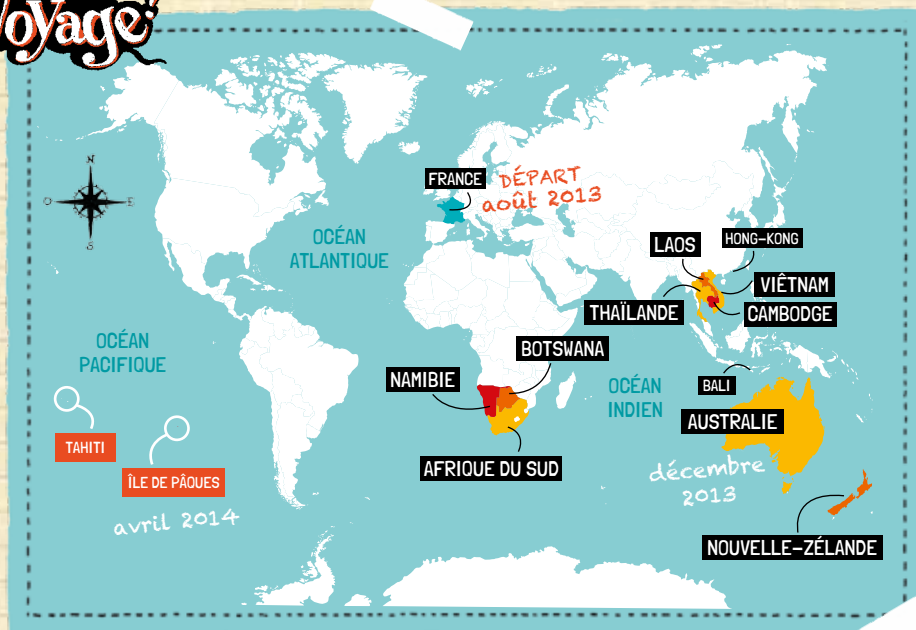 Voyage
N
O
E
S
FRANCE
DÉPART
août 2013
OCÉAN
ATLANTIQUE
LAOS
HONG-KONG
VIÊTNAM
THAÏLANDE
CAMBODGE
OCÉAN
PACIFIQUE
BOTSWANA
NAMIBIE
OCÉAN
INDIEN
BALI
AUSTRALIE
TAHITI
AFRIQUE DU SUD
ÎLE DE PÂQUES
décembre
2013
avril 2014
NOUVELLE-ZÉLANDE